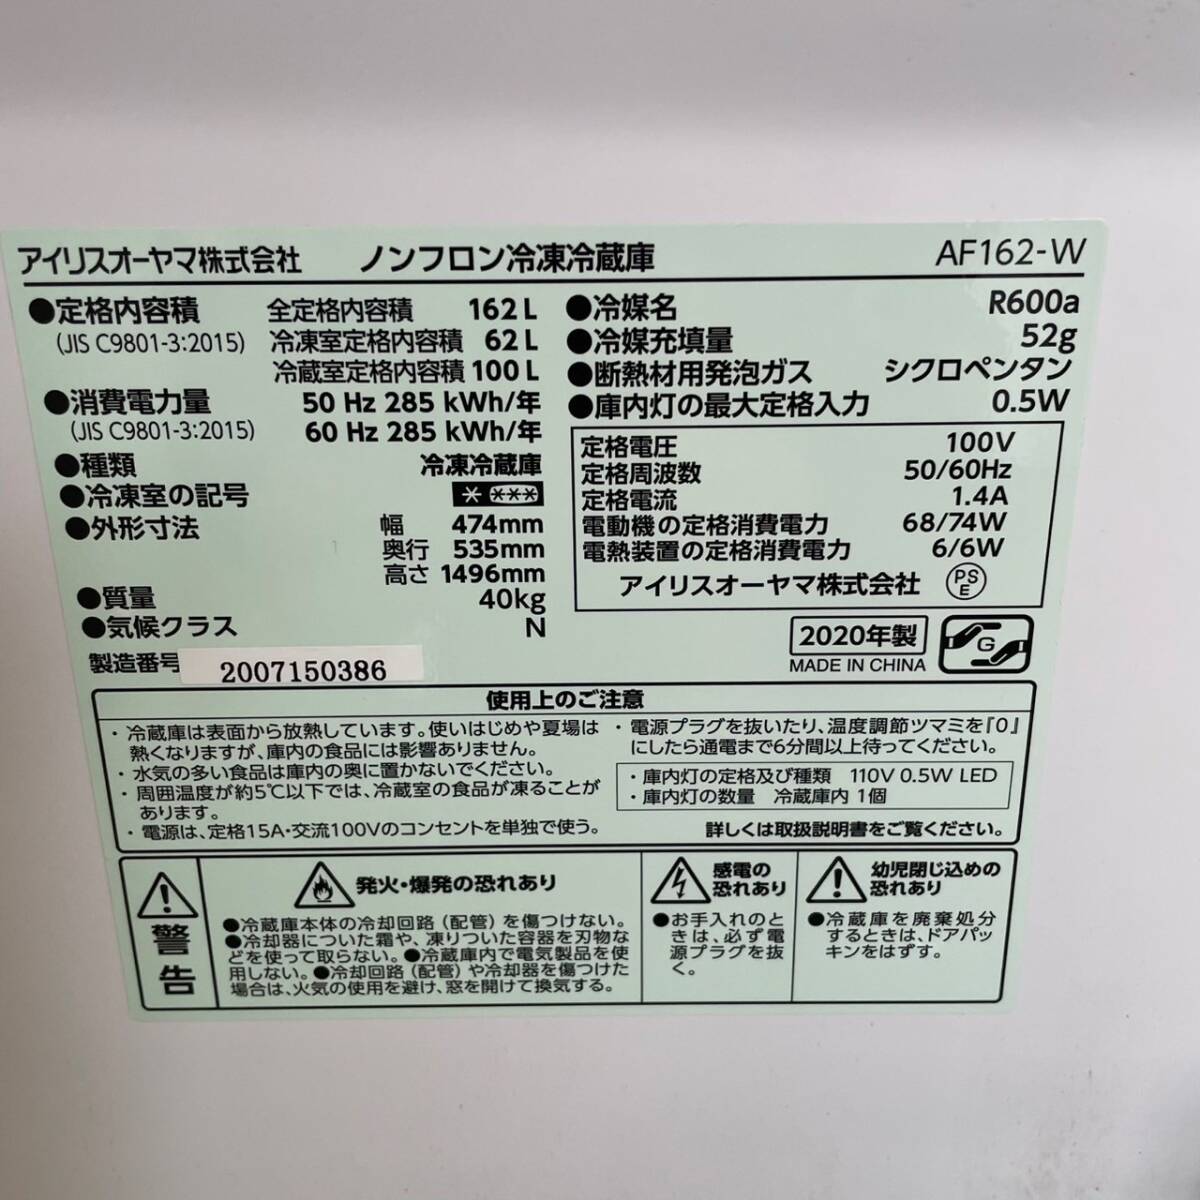 アイリスオーヤマ株式会社 ノンフロン冷凍冷蔵庫 AF162-W
●定格内容積 全定格内容積 162 L
(JIS C9801-3:2015) 冷凍室定格内容積 62 L
冷蔵室定格内容積 100 L
●消費電力量 50 Hz 285 kWh/年
(JIS C9801-3:2015) 60 Hz 285 kWh/年
●種類 冷凍冷蔵庫
●冷凍室の記号 * ***
●外形寸法 幅 474mm
奥行 535mm
高さ 1496mm
●質量 40kg
●気候クラス N
製造番号 2007150386
●冷媒名 R600a
●冷媒充填量 52g
●断熱材用発泡ガス シクロペンタン
●庫内灯の最大定格入力 0.5W
定格電圧 100V
定格周波数 50/60Hz
定格電流 1.4A
電動機の定格消費電力 68/74W
電熱装置の定格消費電力 6/6W
アイリスオーヤマ株式会社 PS E
2020年製
MADE IN CHINA
G
使用上のご注意
・冷蔵庫は表面から放熱しています。使いはじめや夏場は
熱くなりますが、庫内の食品には影響ありません。
・水気の多い食品は庫内の奥に置かないでください。
・周囲温度が約5℃以下では、冷蔵室の食品が凍ることが
あります。
・電源は、定格15A・交流100Vのコンセントを単独で使う。
・電源プラグを抜いたり、温度調節ツマミを『0』
にしたら通電まで6分間以上待ってください。
・庫内灯の定格及び種類 110V 0.5W LED
・庫内灯の数量 冷蔵庫内 1個
詳しくは取扱説明書をご覧ください。
警告
発火・爆発の恐れあり
●冷蔵庫本体の冷却回路（配管）を傷つけない。
●冷却器についた霜や、凍りついた容器を刃物な
どを使って取らない。●冷蔵庫内で電気製品を使
用しない。●冷却回路（配管）や冷却器を傷つけた
場合は、火気の使用を避け、窓を開けて換気する。
感電の
恐れあり
●お手入れのと
きは、必ず電
源プラグを抜
く。
幼児閉じ込めの
恐れあり
●冷蔵庫を廃棄処分
するときは、ドアパッ
キンをはずす。